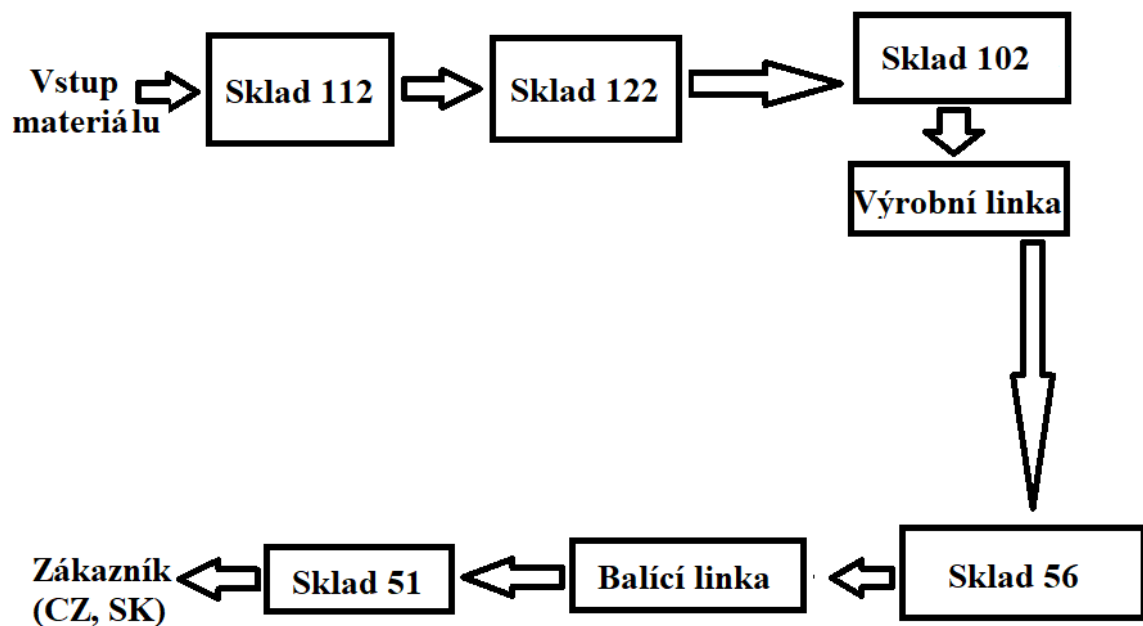 Vstup
materiálu
Sklad 112
Sklad 122
Sklad 102
Výrobní linka
Sklad 56
Balící linka
Sklad 51
Zákazník
(CZ, SK)